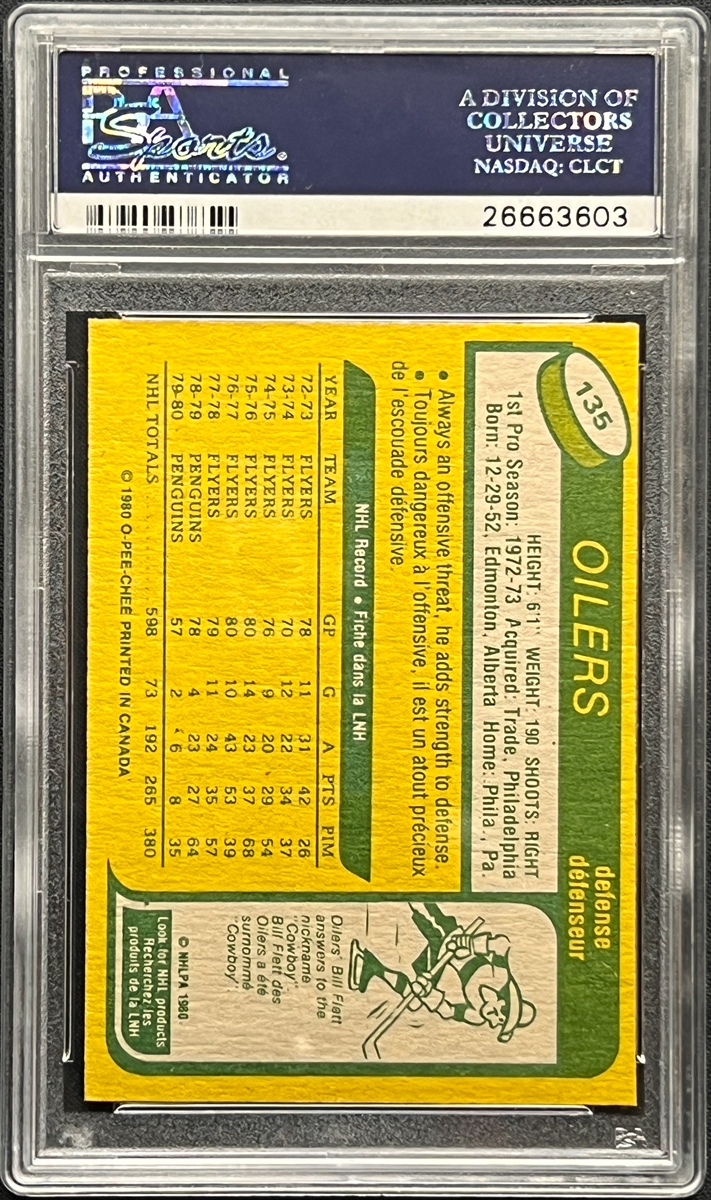 PROFESSIONAL
PSA
Sports
AUTHENTICATOR
A DIVISION OF
COLLECTORS
UNIVERSE
NASDAQ: CLCT
26663603
135
OILERS
defense
défenseur
HEIGHT: 6'1" WEIGHT: 190 SHOOTS: RIGHT
1st Pro Season: 1972-73 Acquired: Trade, Philadelphia
Born: 12-29-52, Edmonton, Alberta Home: Phila., Pa.
• Always an offensive threat, he adds strength to defense.
• Toujours dangereux à l'offensive, il est un atout précieux
de l'escouade défensive.
NHL Record • Fiche dans la LNH
YEAR TEAM GP G A PTS PIM
72-73 FLYERS 78 11 31 42 26
73-74 FLYERS 70 12 22 34 37
74-75 FLYERS 76 9 20 29 54
75-76 FLYERS 80 14 23 37 68
76-77 FLYERS 80 10 43 53 39
77-78 FLYERS 79 11 24 35 57
78-79 PENGUINS 78 4 23 27 64
79-80 PENGUINS 57 2 6 8 35
NHL TOTALS 598 73 192 265 380
© 1980 O-PEE-CHEE PRINTED IN CANADA
Oilers' Bill Flett
answers to the
nickname
"Cowboy".
Bill Flett des
Oilers a été
surnommé
"Cowboy".
© NHLPA 1980
Look for NHL products
Recherchez les
produits de la LNH